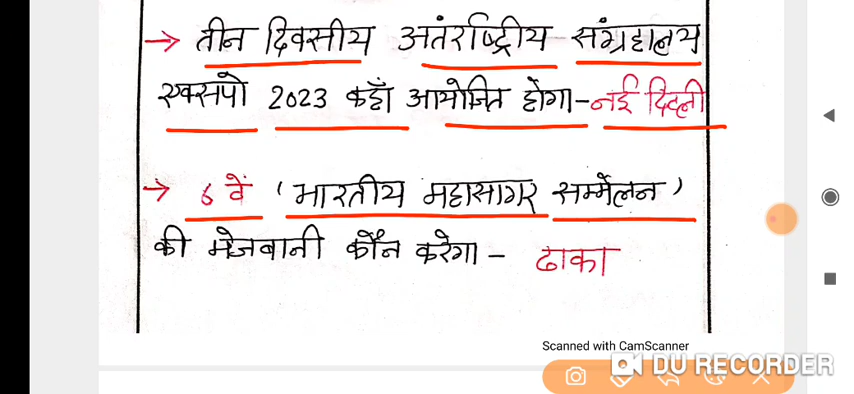 → तीन दिवसीय अतंर्राष्ट्रीय संग्रहालय
एक्सपो 2023 कहाँ आयोजित होगा - नई दिल्ली
→ 6 वें 'भारतीय महासागर सम्मेलन'
की मेजबानी कौन करेगा - ढाका
Scanned with CamScanner
DU RECORDER